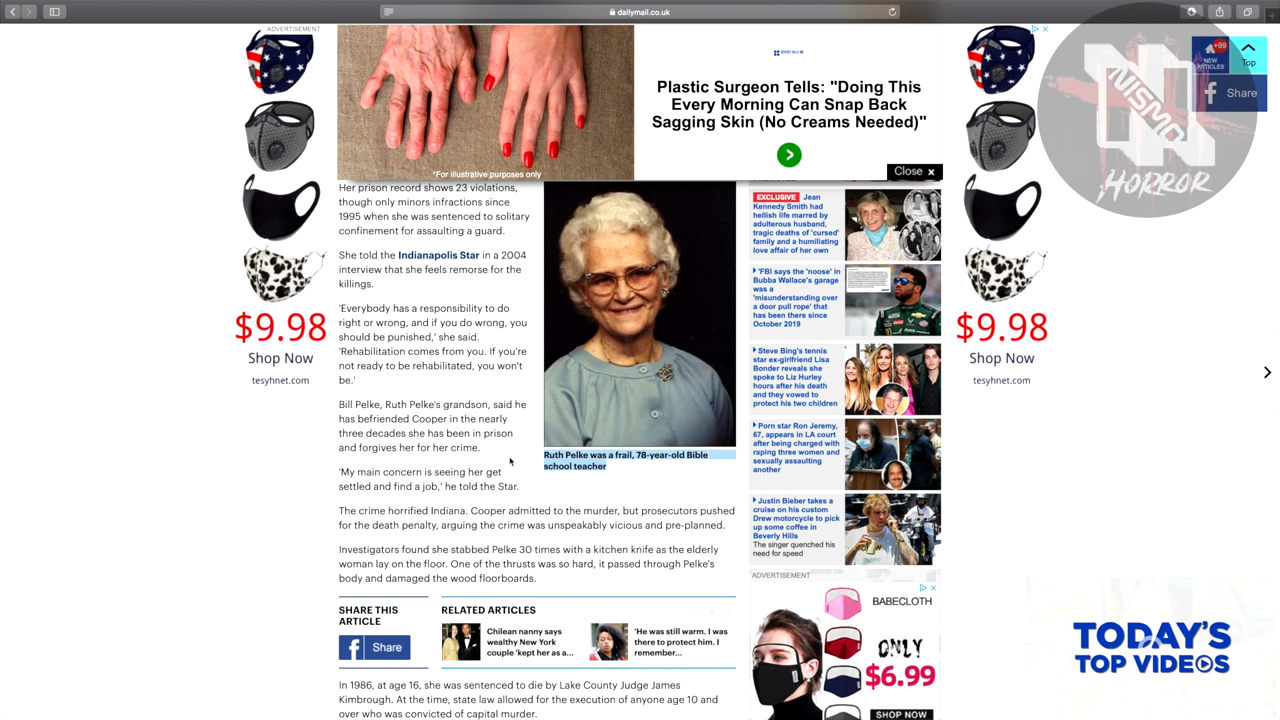 dailymail.co.uk
ADVERTISEMENT
$9.98
Shop Now
tesyhnet.com
*For illustrative purposes only
Plastic Surgeon Tells: "Doing This
Every Morning Can Snap Back
Sagging Skin (No Creams Needed)"
Close x
Her prison record shows 23 violations,
though only minors infractions since
1995 when she was sentenced to solitary
confinement for assaulting a guard.
She told the Indianapolis Star in a 2004
interview that she feels remorse for the
killings.
'Everybody has a responsibility to do
right or wrong, and if you do wrong, you
should be punished,' she said.
'Rehabilitation comes from you. If you're
not ready to be rehabilitated, you won't
be.'
Bill Pelke, Ruth Pelke's grandson, said he
has befriended Cooper in the nearly
three decades she has been in prison
and forgives her for her crime.
'My main concern is seeing her get
settled and find a job,' he told the Star.
Ruth Pelke was a frail, 78-year-old Bible
school teacher
The crime horrified Indiana. Cooper admitted to the murder, but prosecutors pushed
for the death penalty, arguing the crime was unspeakably vicious and pre-planned.
Investigators found she stabbed Pelke 30 times with a kitchen knife as the elderly
woman lay on the floor. One of the thrusts was so hard, it passed through Pelke's
body and damaged the wood floorboards.
SHARE THIS
ARTICLE
Share
RELATED ARTICLES
Chilean nanny says
wealthy New York
couple 'kept her as a...
'He was still warm. I was
there to protect him. I
remember...
In 1986, at age 16, she was sentenced to die by Lake County Judge James
Kimbrough. At the time, state law allowed for the execution of anyone age 10 and
over who was convicted of capital murder.
EXCLUSIVE Jean
Kennedy Smith had
hellish life marred by
adulterous husband,
tragic deaths of 'cursed'
family and a humiliating
love affair of her own
'FBI says the 'noose' in
Bubba Wallace's garage
was a
'misunderstanding over
a door pull rope' that
has been there since
October 2019
Steve Bing's tennis
star ex-girlfriend Lisa
Bonder reveals she
spoke to Liz Hurley
hours after his death
and they vowed to
protect his two children
Porn star Ron Jeremy,
67, appears in LA court
after being charged with
raping three women and
sexually assaulting
another
Justin Bieber takes a
cruise on his custom
Drew motorcycle to pick
up some coffee in
Beverly Hills
The singer quenched his
need for speed
ADVERTISEMENT
BABECLOTH
ONLY
$6.99
SHOP NOW
$9.98
Shop Now
tesyhnet.com
+99
NEW
ARTICLES
Top
Share
NISMO
HORROR
TODAY'S
TOP VIDEOS